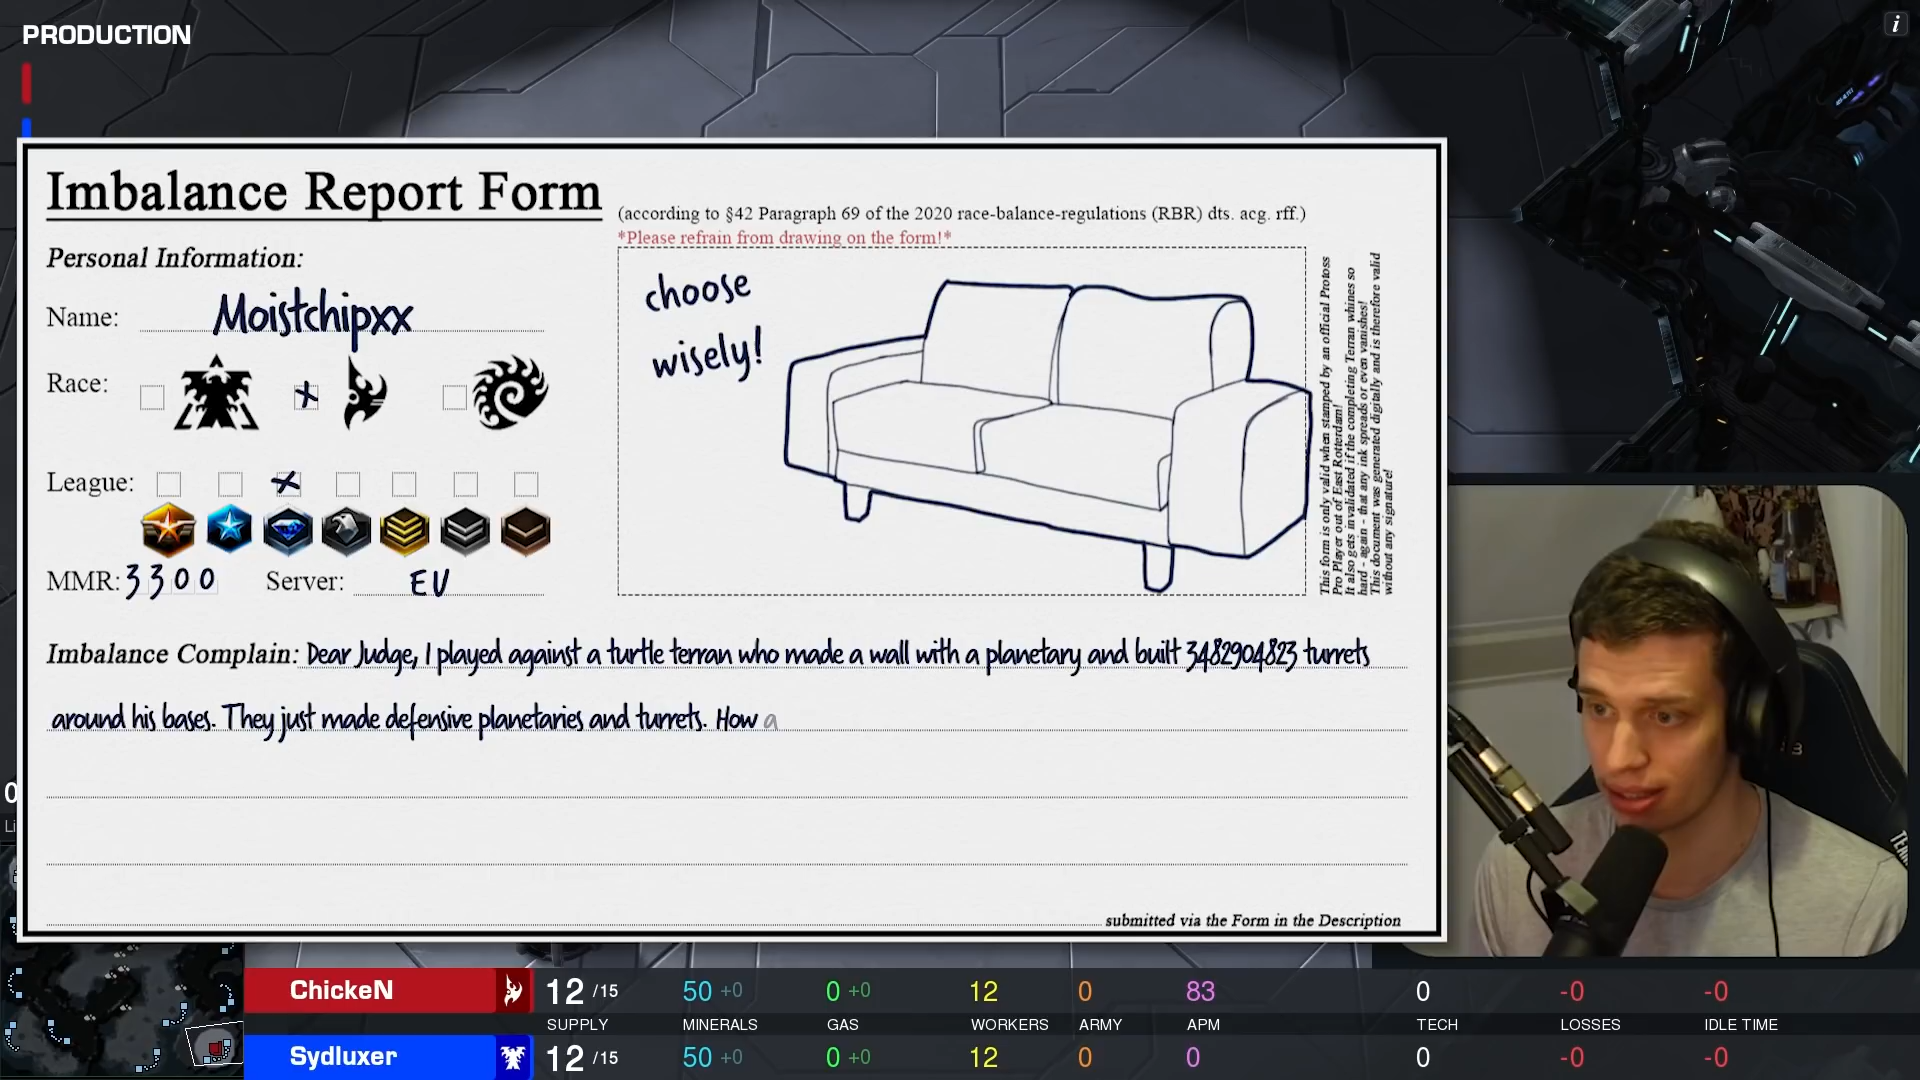 PRODUCTION
i
Imbalance Report Form
(according to §42 Paragraph 69 of the 2020 race-balance-regulations (RBR) dts. acg. rff.)
*Please refrain from drawing on the form!*
Personal Information:
Name: Moistchipxx
Race:
League:
MMR: 3300 Server: EU
choose
wisely!
This form is only valid when stamped by an official Protoss
Pro Player out of East Rotterdam!
It also gets invalidated if the completing Terran whines so
hard - again - that any ink spreads or even vanishes!
This document was generated digitally and is therefore valid
without any signature!
Imbalance Complain: Dear Judge, I played against a turtle terran who made a wall with a planetary and built 3482904823 turrets
around his bases. They just made defensive planetaries and turrets. How a
submitted via the Form in the Description
0
Li
ChickeN 12 /15 50 +0 0 +0 12 0 83 0 -0 -0
SUPPLY MINERALS GAS WORKERS ARMY APM TECH LOSSES IDLE TIME
Sydluxer 12 /15 50 +0 0 +0 12 0 0 0 -0 -0